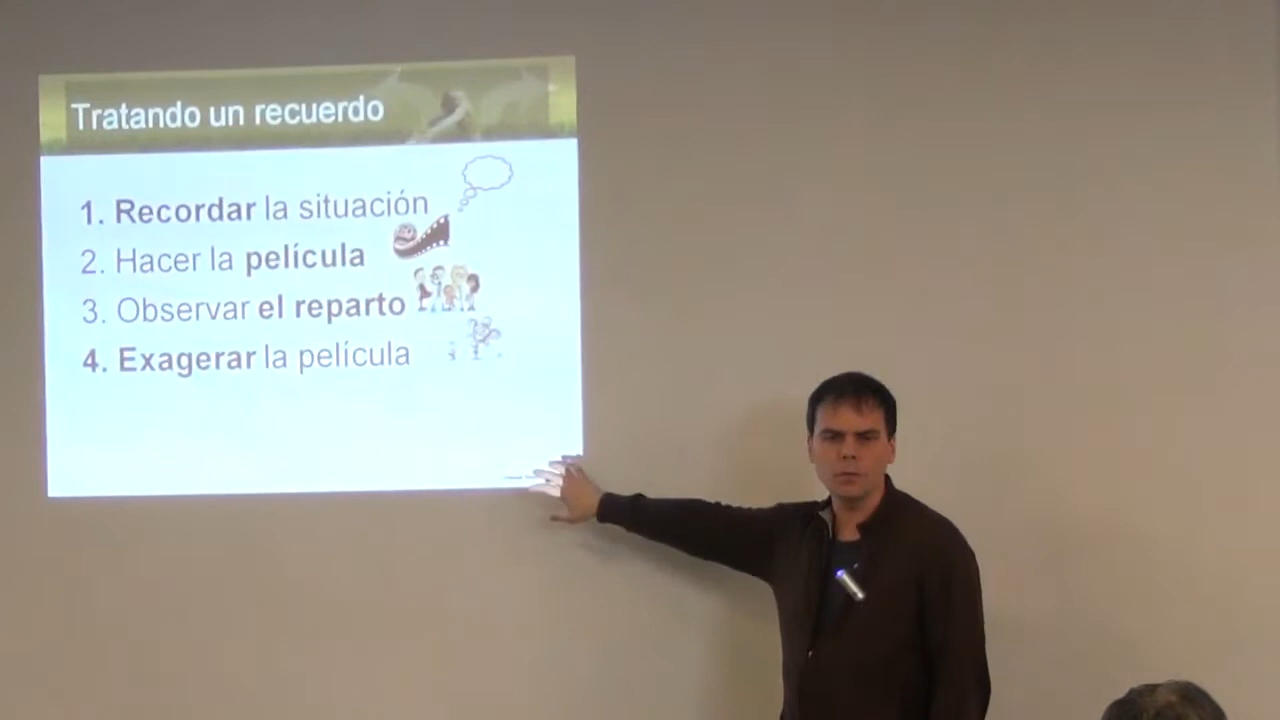 Tratando un recuerdo
1. Recordar la situación
2. Hacer la película
3. Observar el reparto
4. Exagerar la película